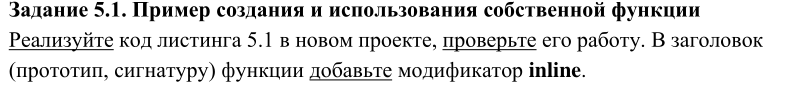 Задание 5.1. Пример создания и использования собственной функции
Реализуйте код листинга 5.1 в новом проекте, проверьте его работу. В заголовок
(прототип, сигнатуру) функции добавьте модификатор inline.